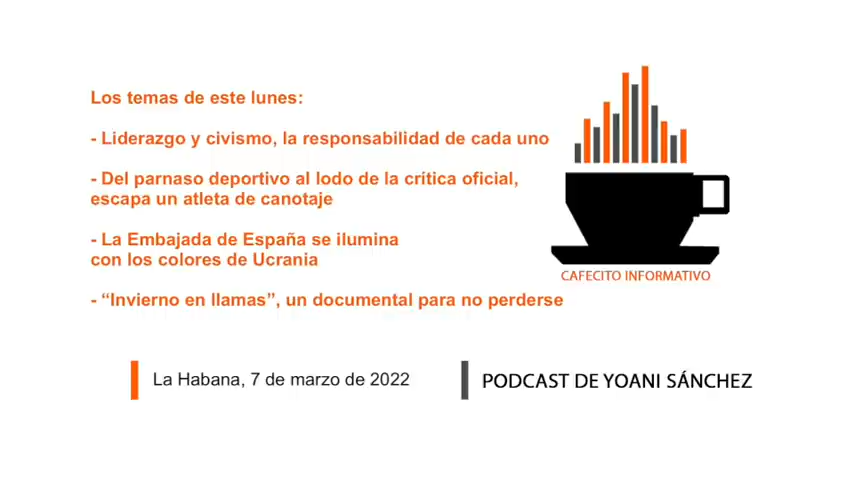 Los temas de este lunes:
- Liderazgo y civismo, la responsabilidad de cada uno
- Del parnaso deportivo al lodo de la critica oficial,
escapa un atleta de canotaje
- La Embajada de España se ilumina
con los colores de Ucrania
- “Invierno en llamas”, un documental para no perderse
CAFECITO INFORMATIVO
La Habana, 7 de marzo de 2022
PODCAST DE YOANI SÁNCHEZ